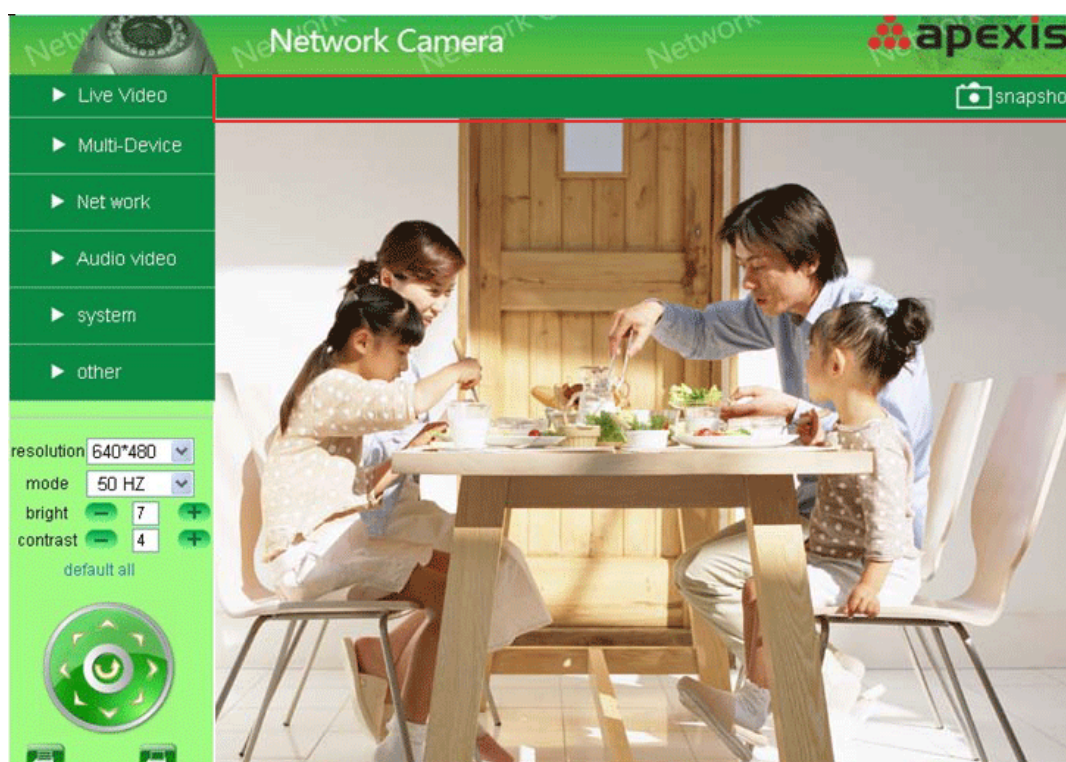 Network Camera
apexis
Live Video
snapsho
Multi-Device
Net work
Audio video
system
other
resolution 640*480
mode 50 HZ
bright 7
contrast 4
default all